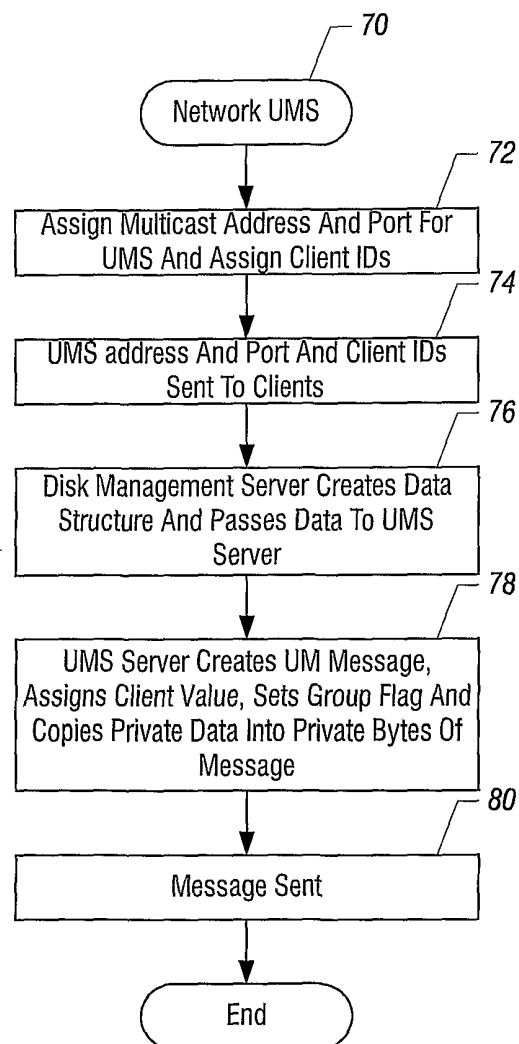 70
Network UMS
72
Assign Multicast Address And Port For
UMS And Assign Client IDs
74
UMS address And Port And Client IDs
Sent To Clients
76
Disk Management Server Creates Data
Structure And Passes Data To UMS
Server
78
UMS Server Creates UM Message,
Assigns Client Value, Sets Group Flag And
Copies Private Data Into Private Bytes Of
Message
80
Message Sent
End